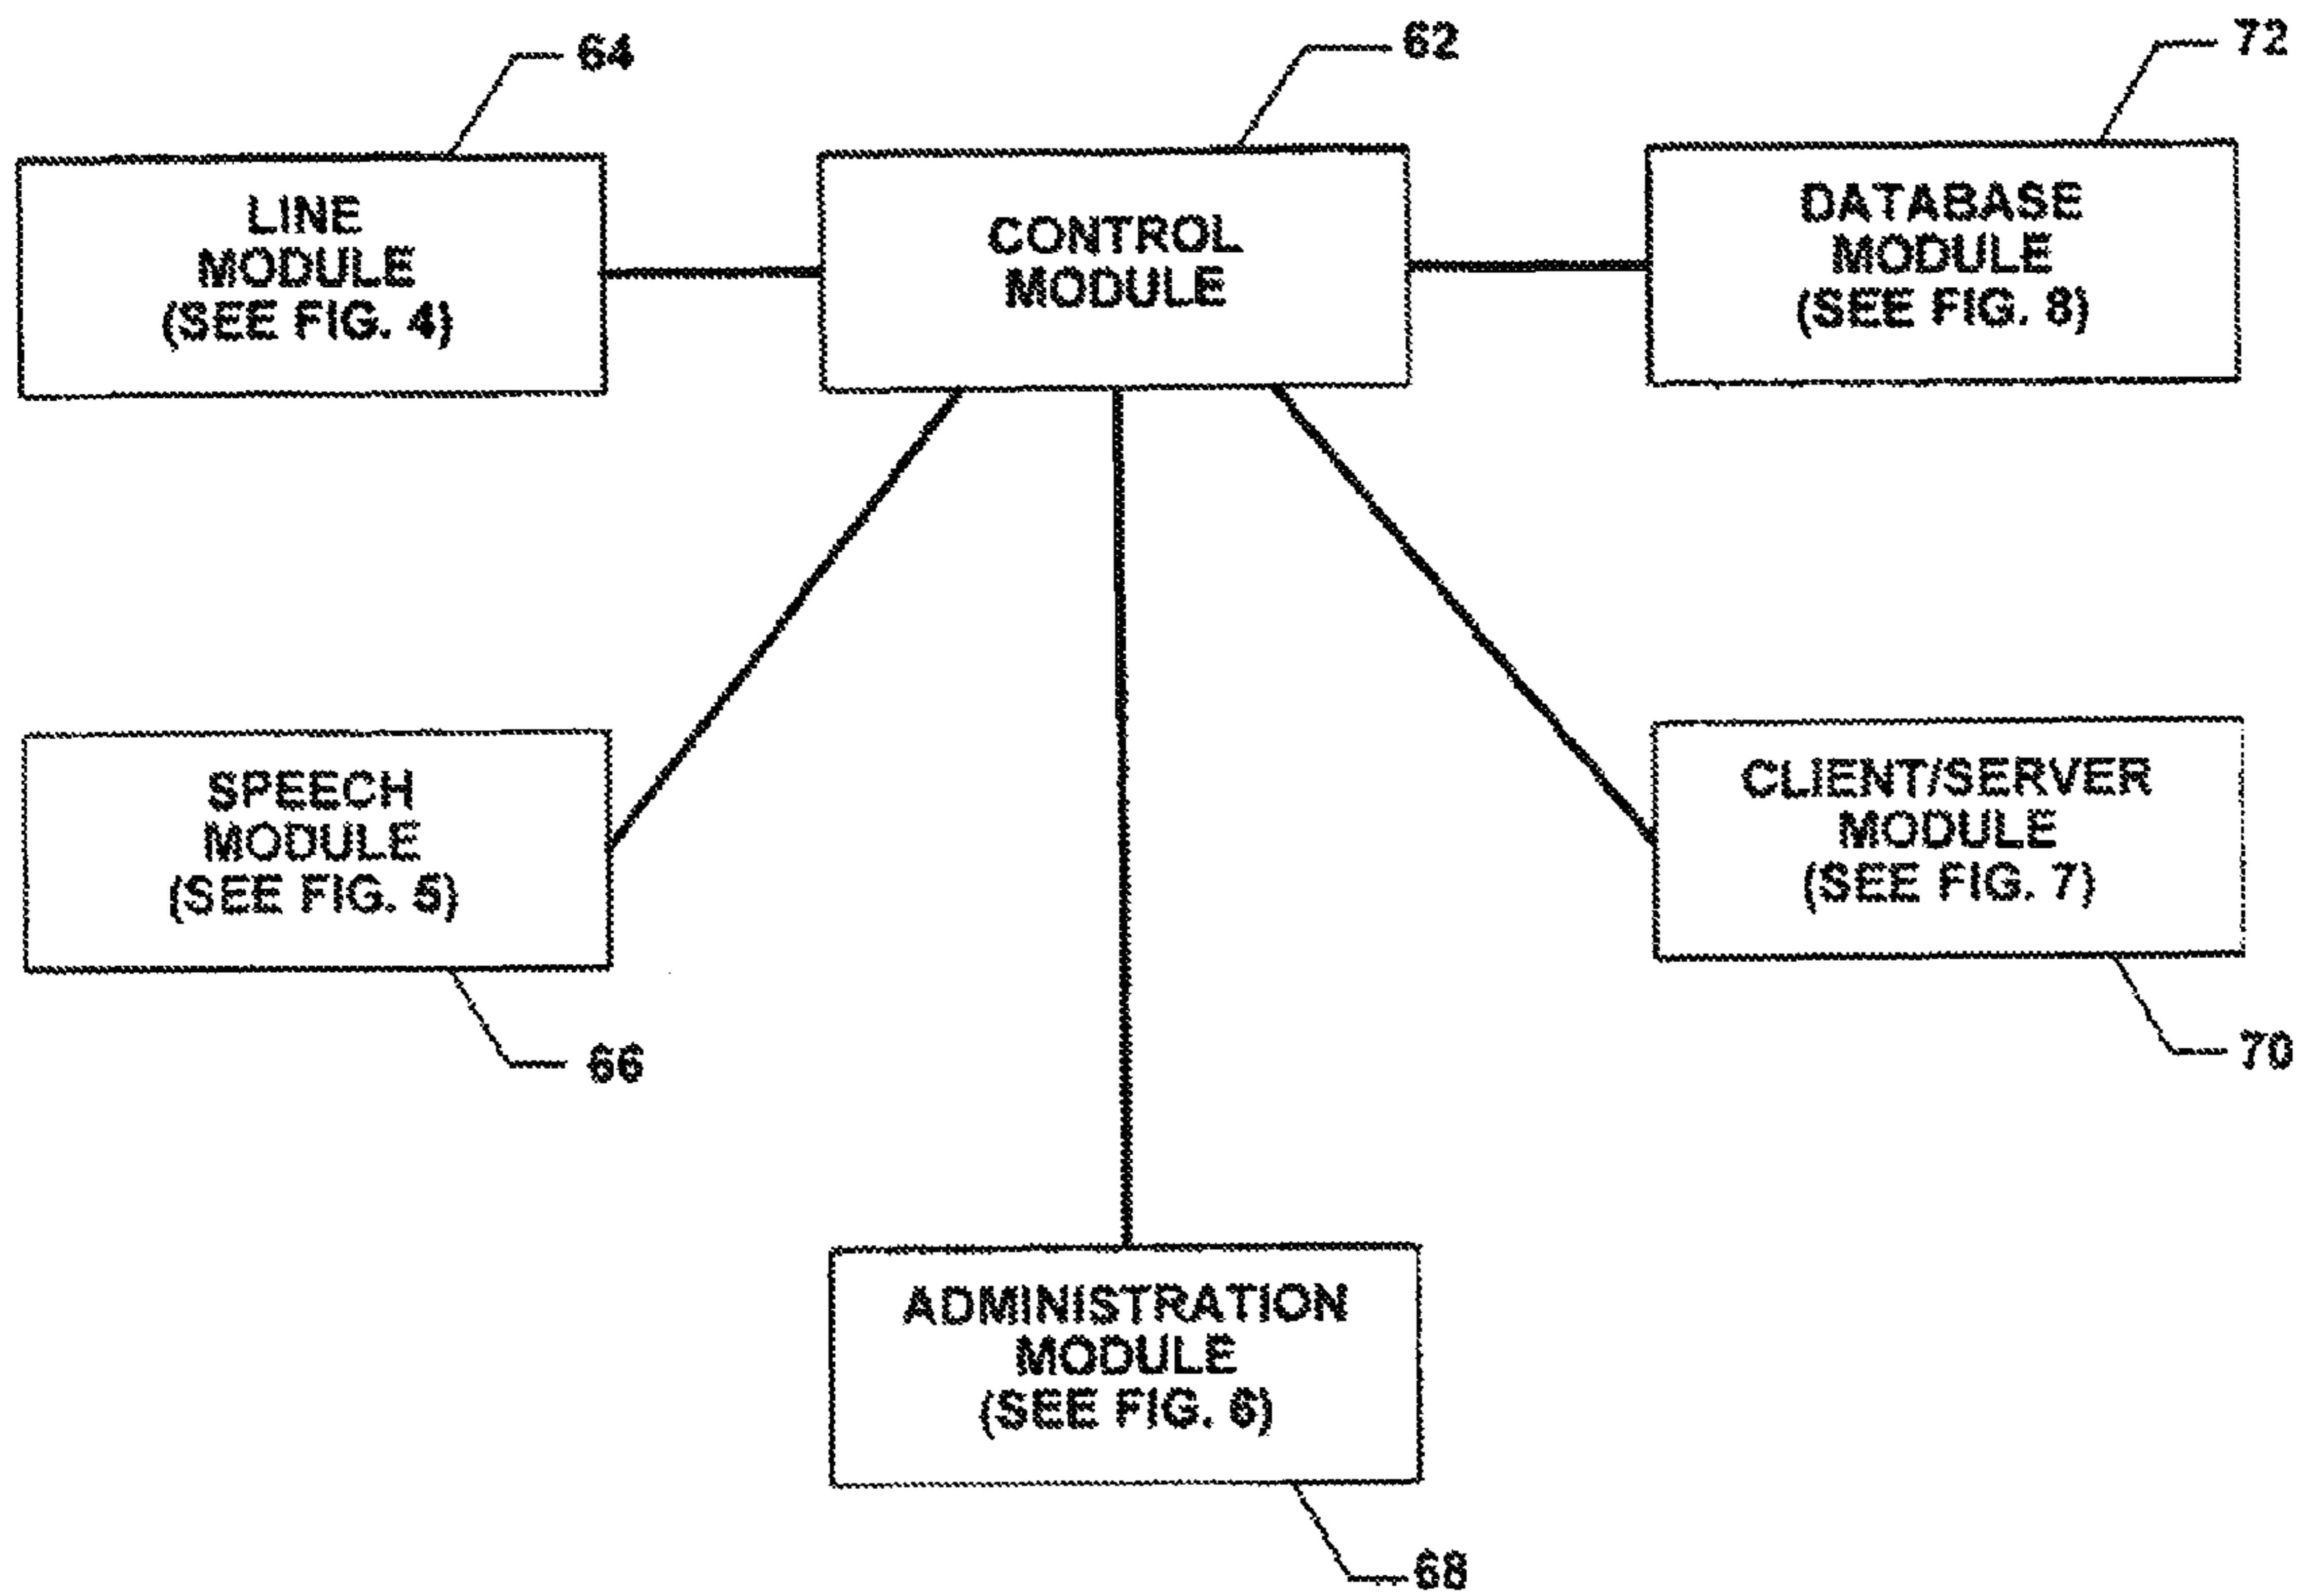 64
62
72
LINE
MODULE
(SEE FIG. 4)
CONTROL
MODULE
DATABASE
MODULE
(SEE FIG. 8)
SPEECH
MODULE
(SEE FIG. 5)
CLIENT/SERVER
MODULE
(SEE FIG. 7)
66
70
ADMINISTRATION
MODULE
(SEE FIG. 6)
68